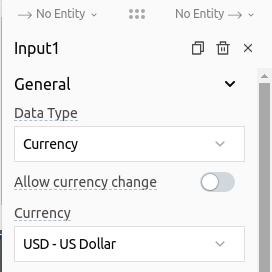 No Entity No Entity
Input1
General
Data Type
Currency
Allow currency change
Currency
USD - US Dollar